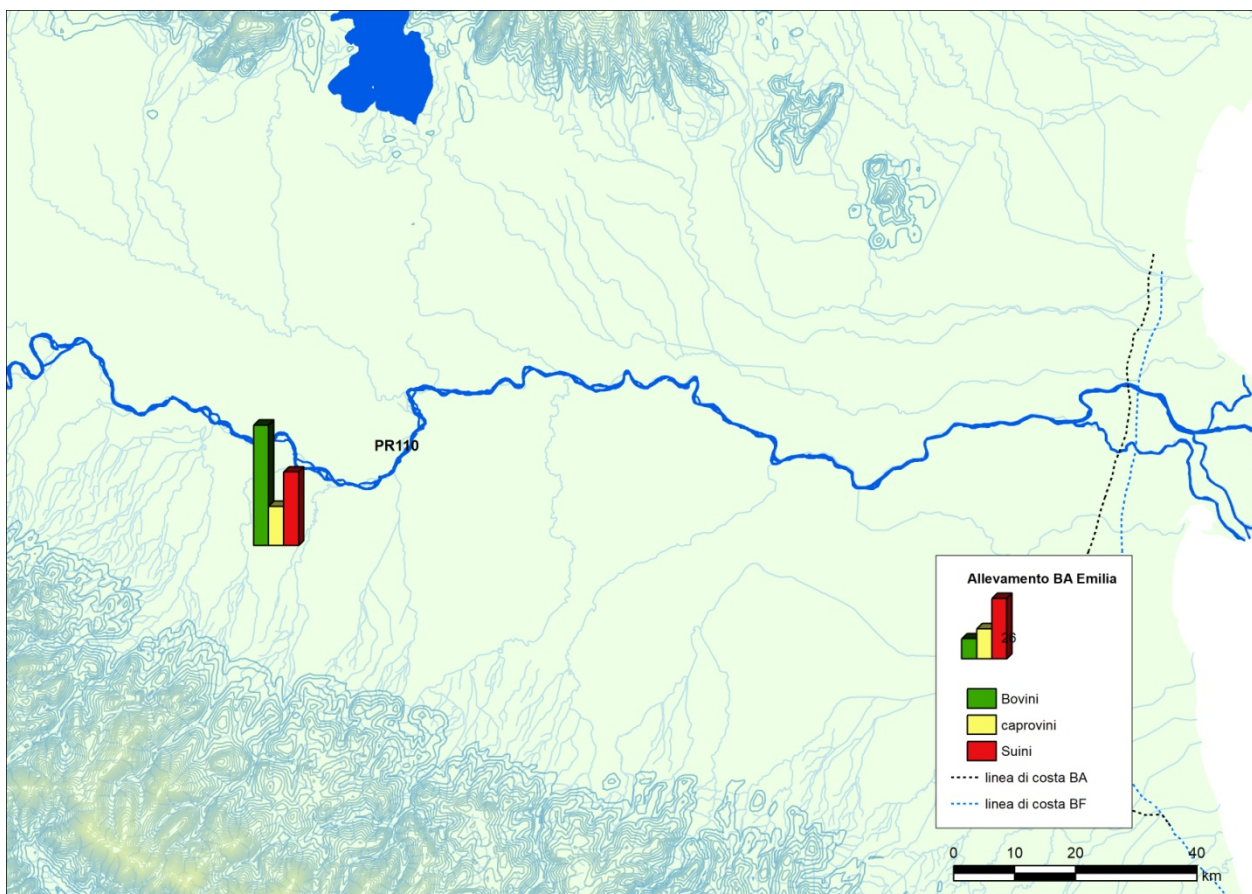 PR110
Allevamento BA Emilia
26
Bovini
caprovini
Suini
linea di costa BA
linea di costa BF
0 10 20 40
km